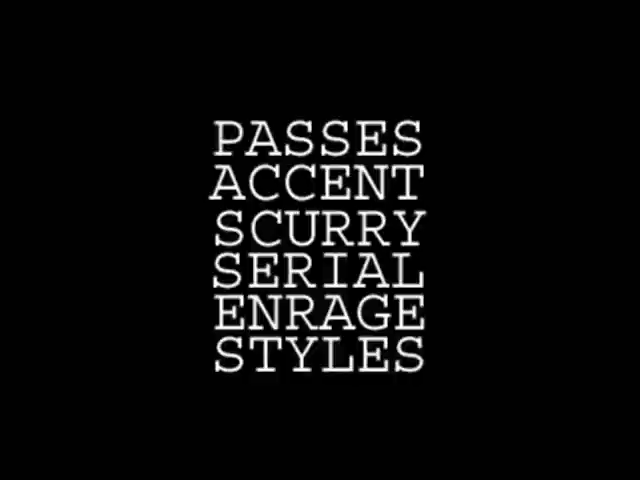 PASSES
ACCENT
SCURRY
SERIAL
ENRAGE
STYLES